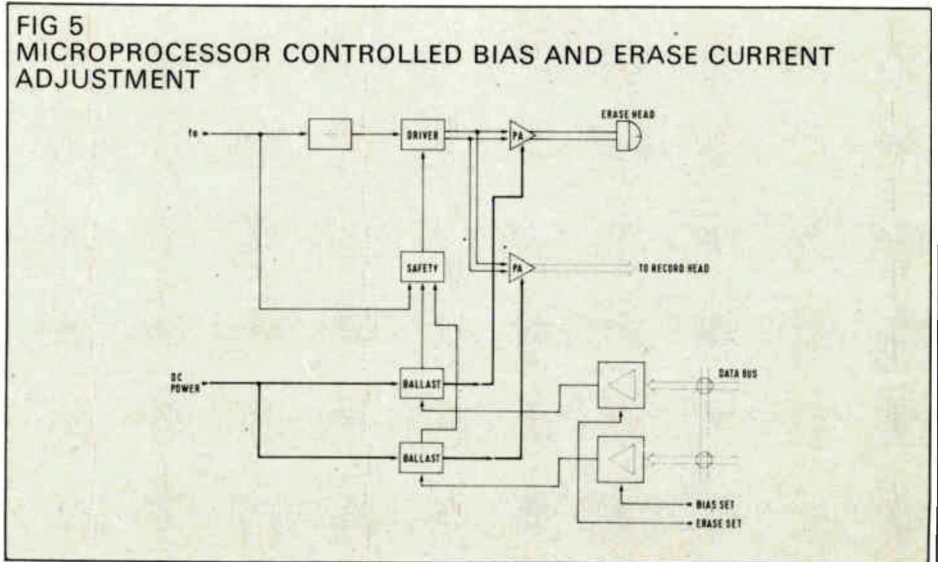 FIG 5
MICROPROCESSOR CONTROLLED BIAS AND ERASE CURRENT
ADJUSTMENT
ERASE HEAD
fo
DRIVER
PA
SAFETY
PA
TO RECORD HEAD
DC
POWER
BALLAST
DATA BUS
BALLAST
BIAS SET
ERASE SET